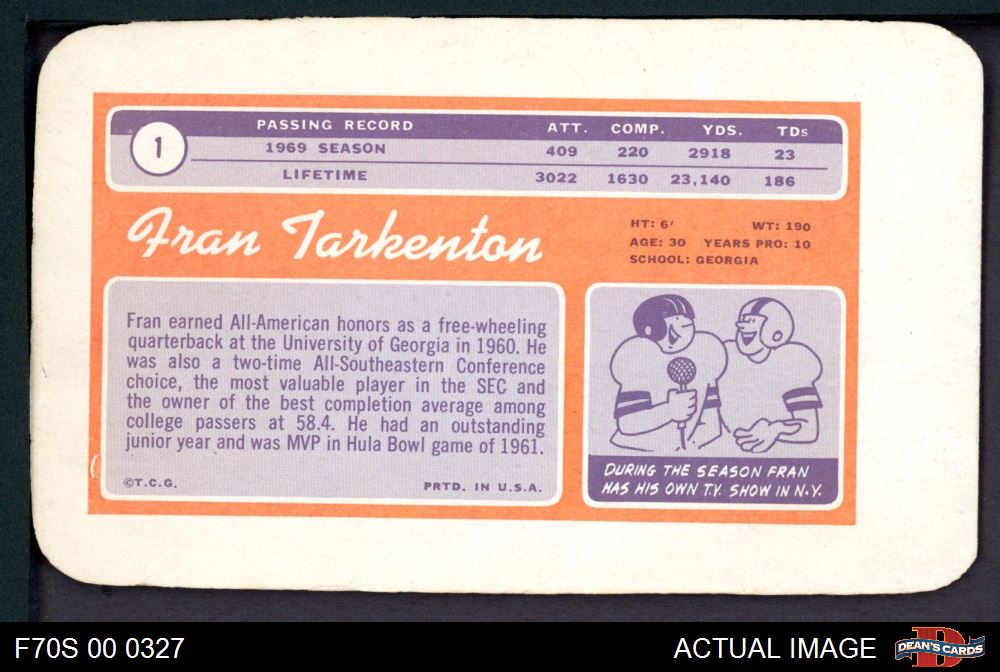 PASSING RECORD ATT. COMP. YDS. TDs
1
1969 SEASON 409 220 2918 23
LIFETIME 3022 1630 23,140 186
Fran Tarkenton
HT: 6' WT: 190
AGE: 30 YEARS PRO: 10
SCHOOL: GEORGIA
Fran earned All-American honors as a free-wheeling
quarterback at the University of Georgia in 1960. He
was also a two-time All-Southeastern Conference
choice, the most valuable player in the SEC and
the owner of the best completion average among
college passers at 58.4. He had an outstanding
junior year and was MVP in Hula Bowl game of 1961.
©T.C.G. PRTD. IN U.S.A.
DURING THE SEASON FRAN
HAS HIS OWN T.V. SHOW IN N.Y.
F70S 00 0327 ACTUAL IMAGE
D
DEAN'S CARDS